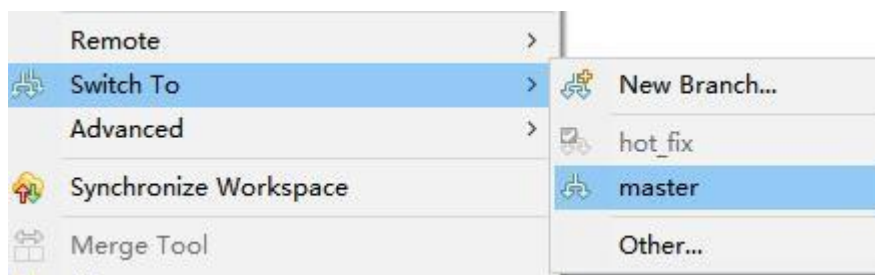 Remote
Switch To
Advanced
Synchronize Workspace
Merge Tool
New Branch...
hot_fix
master
Other...